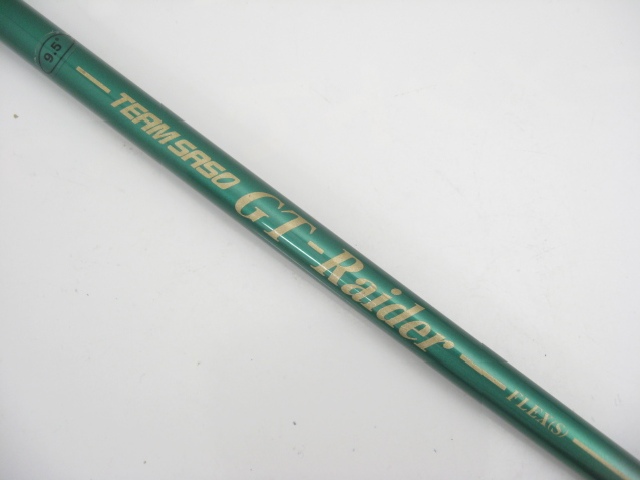 9.5°
TEAM SASO GT-Raider FLEX(S)